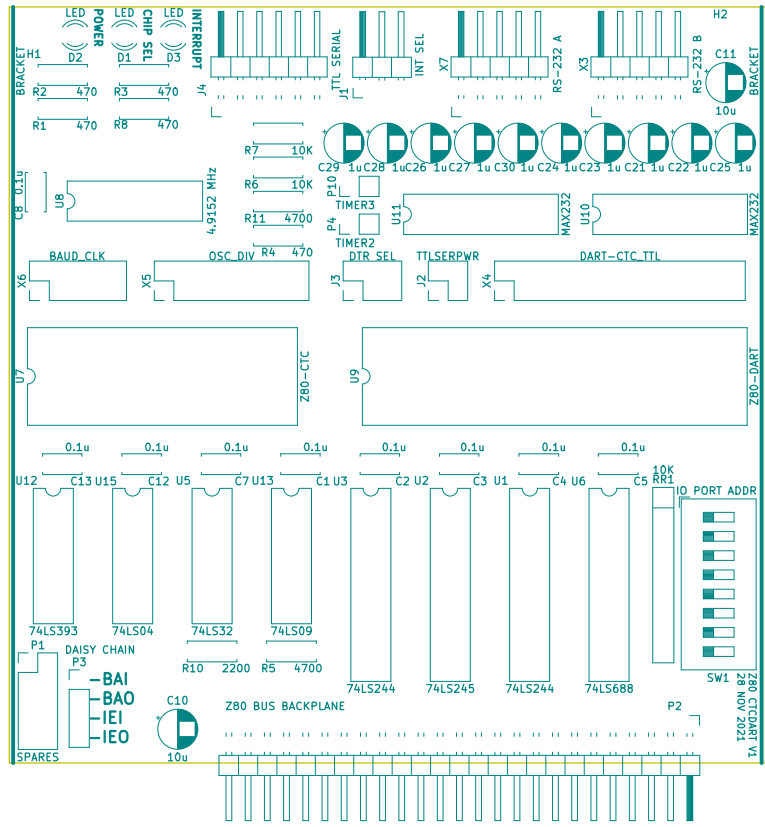 LED
LED
LED
POWER
CHIP SEL
INTERRUPT
H2
H1
D2
D1
D3
BRACKET
R2 470
R3 470
R1 470
R8 470
J4
TTL SERIAL
J1
INT SEL
X7
RS-232 A
X3
RS-232 B
C11
10u
BRACKET
R7 10K
R6 10K
R11 4700
R4 470
C29 1u
C28 1u
C26 1u
C27 1u
C30 1u
C24 1u
C23 1u
C21 1u
C22 1u
C25 1u
C8 0.1u
U8
4.9152 MHz
P10
TIMER3
P4
TIMER2
U11
MAX232
U10
MAX232
X6
BAUD_CLK
X5
OSC_DIV
J3
DTR SEL
J2
TTLSERPWR
X4
DART-CTC_TTL
U7
Z80-CTC
U9
Z80-DART
0.1u
0.1u
0.1u
0.1u
0.1u
0.1u
0.1u
0.1u
U12 C13
U15 C12
U5 C7
U13 C1
U3 C2
U2 C3
U1 C4
U6 C5
10K
RR1
IO PORT ADDR
74LS393
74LS04
74LS32
74LS09
74LS244
74LS245
74LS244
74LS688
R10 2200
R5 4700
SW1
P1
SPARES
DAISY CHAIN
P3
BAI
BAO
IEI
IEO
C10
10u
Z80 BUS BACKPLANE
P2
Z80 CTCDART V1
28 NOV 2021